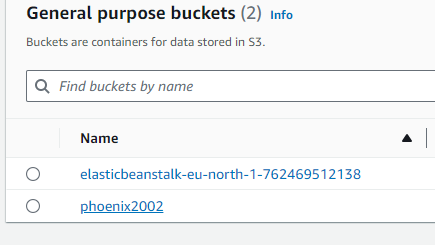 General purpose buckets (2) Info
Buckets are containers for data stored in S3.
Find buckets by name
Name
elasticbeanstalk-eu-north-1-762469512138
phoenix2002